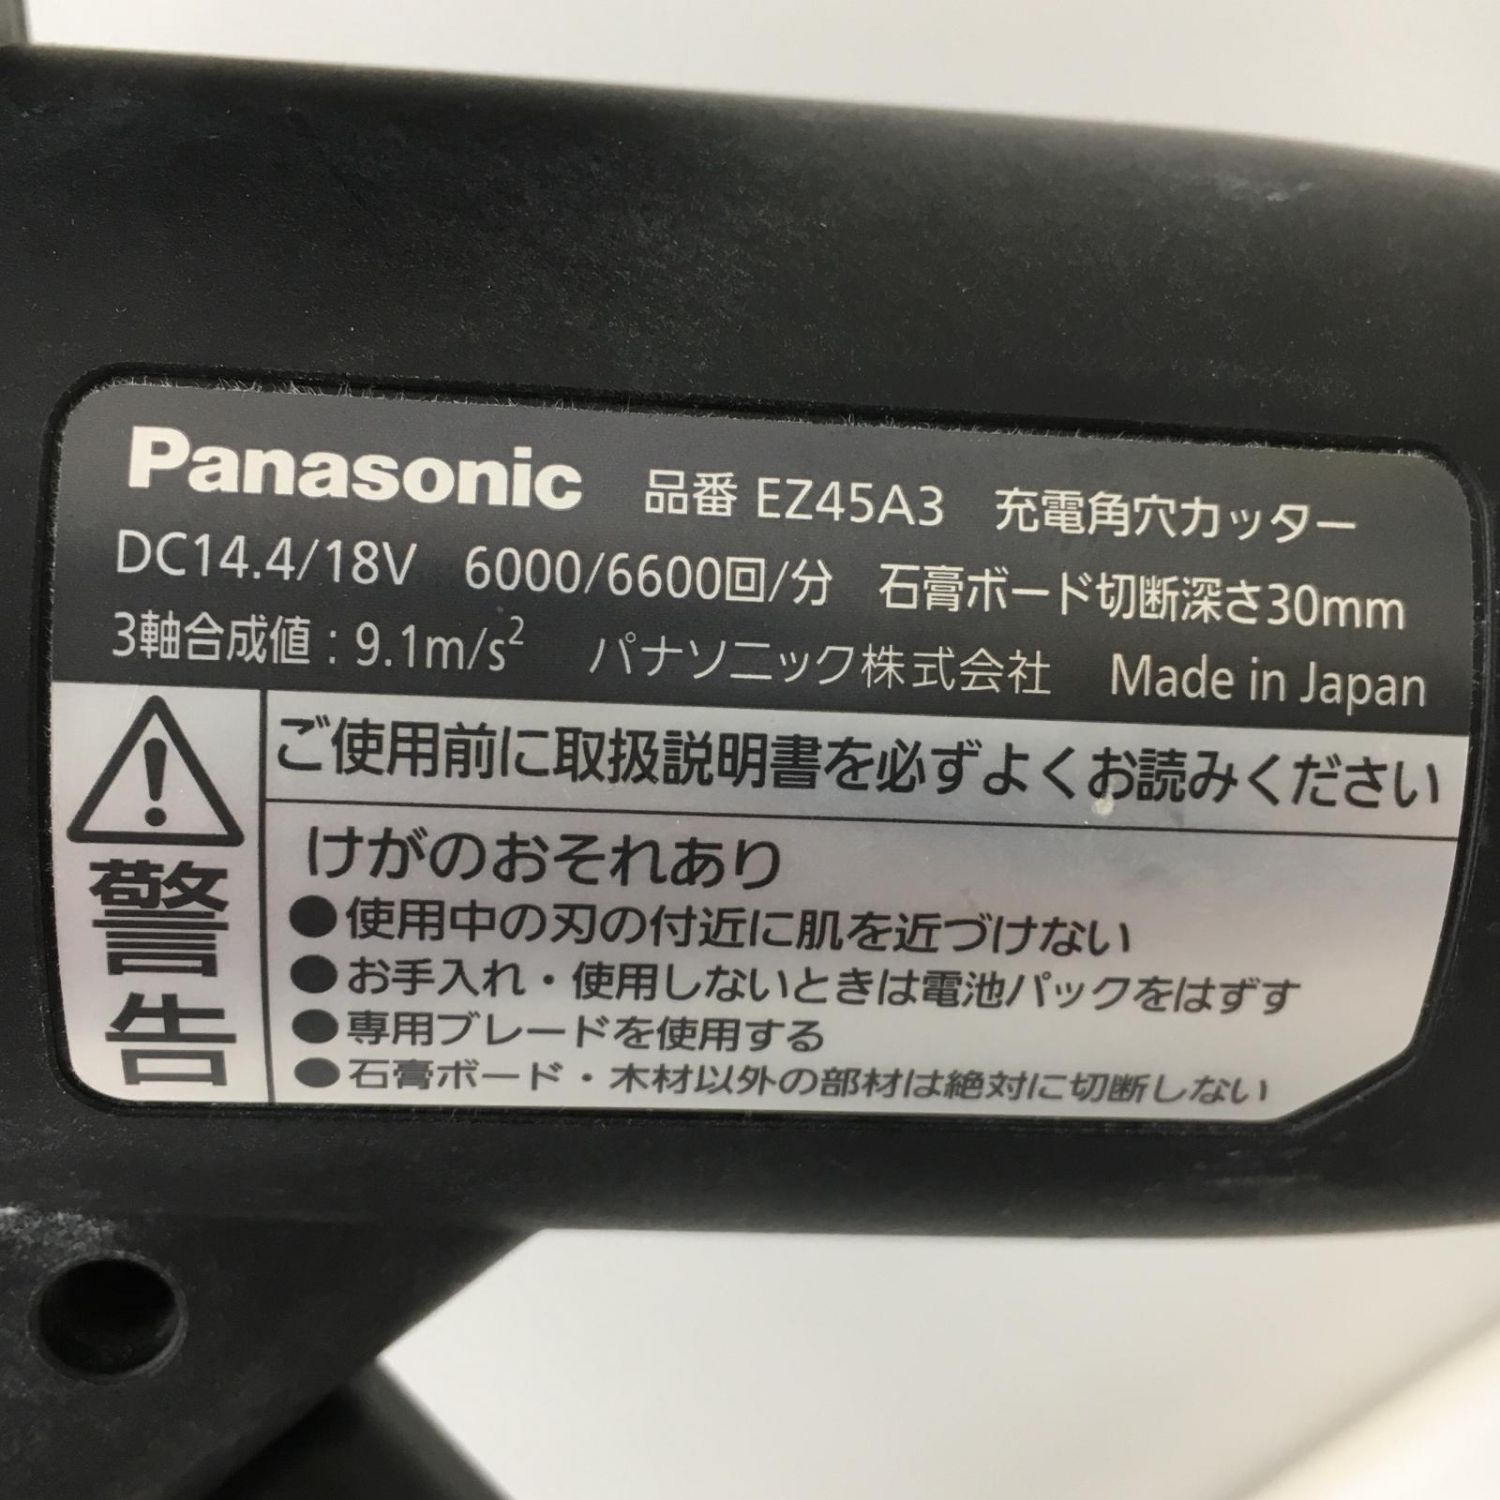 Panasonic 品番 EZ45A3 充電角穴カッター
DC14.4/18V 6000/6600回/分 石膏ボード切断深さ30mm
3軸合成値：9.1m/s² パナソニック株式会社 Made in Japan
警告
ご使用前に取扱説明書を必ずよくお読みください
けがのおそれあり
●使用中の刃の付近に肌を近づけない
●お手入れ・使用しないときは電池パックをはずす
●専用ブレードを使用する
●石膏ボード・木材以外の部材は絶対に切断しない